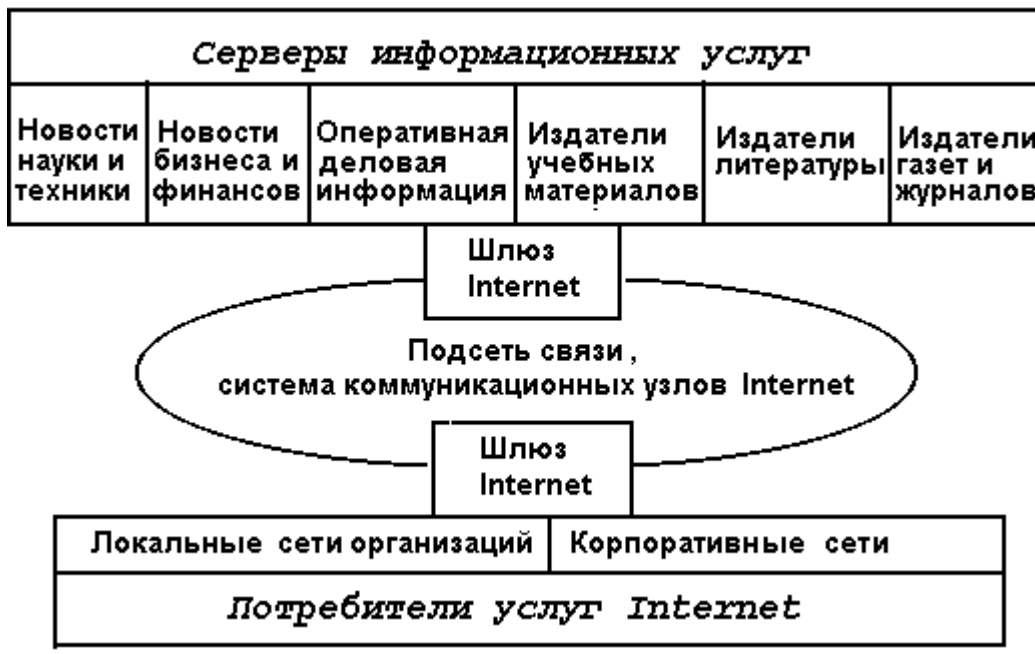 Серверы информационных услуг
Новости
науки и
техники
Новости
бизнеса и
финансов
Оперативная
деловая
информация
Издатели
учебных
материалов
Издатели
литературы
Издатели
газет и
журналов
Шлюз
Internet
Подсеть связи ,
система коммуникационных узлов Internet
Шлюз
Internet
Локальные сети организаций
Корпоративные сети
Потребители услуг Internet